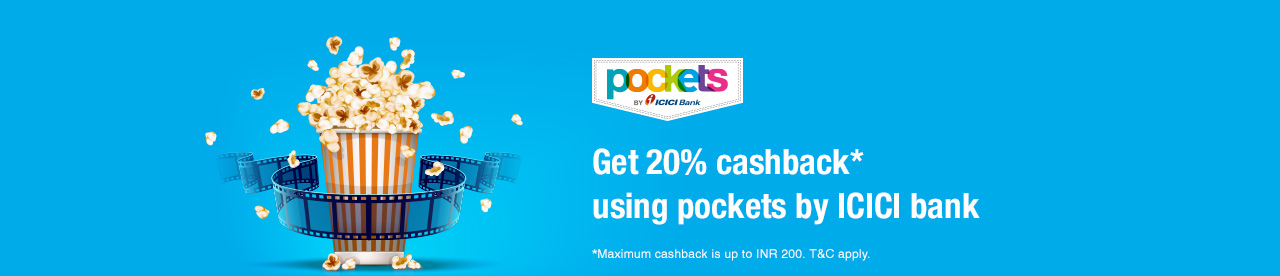 pockets
BY ICICI Bank
Get 20% cashback*
using pockets by ICICI bank
*Maximum cashback is up to INR 200. T&C apply.